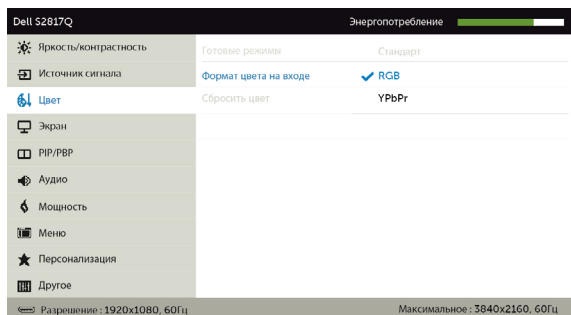 Dell S2817Q Энергопотребление
Яркость/контрастность Готовые режимы Стандарт
Источник сигнала Формат цвета на входе RGB
Цвет Сбросить цвет YPbPr
Экран
PIP/PBP
Аудио
Мощность
Меню
Персонализация
Другое
Разрешение : 1920x1080, 60Гц Максимальное : 3840x2160, 60Гц